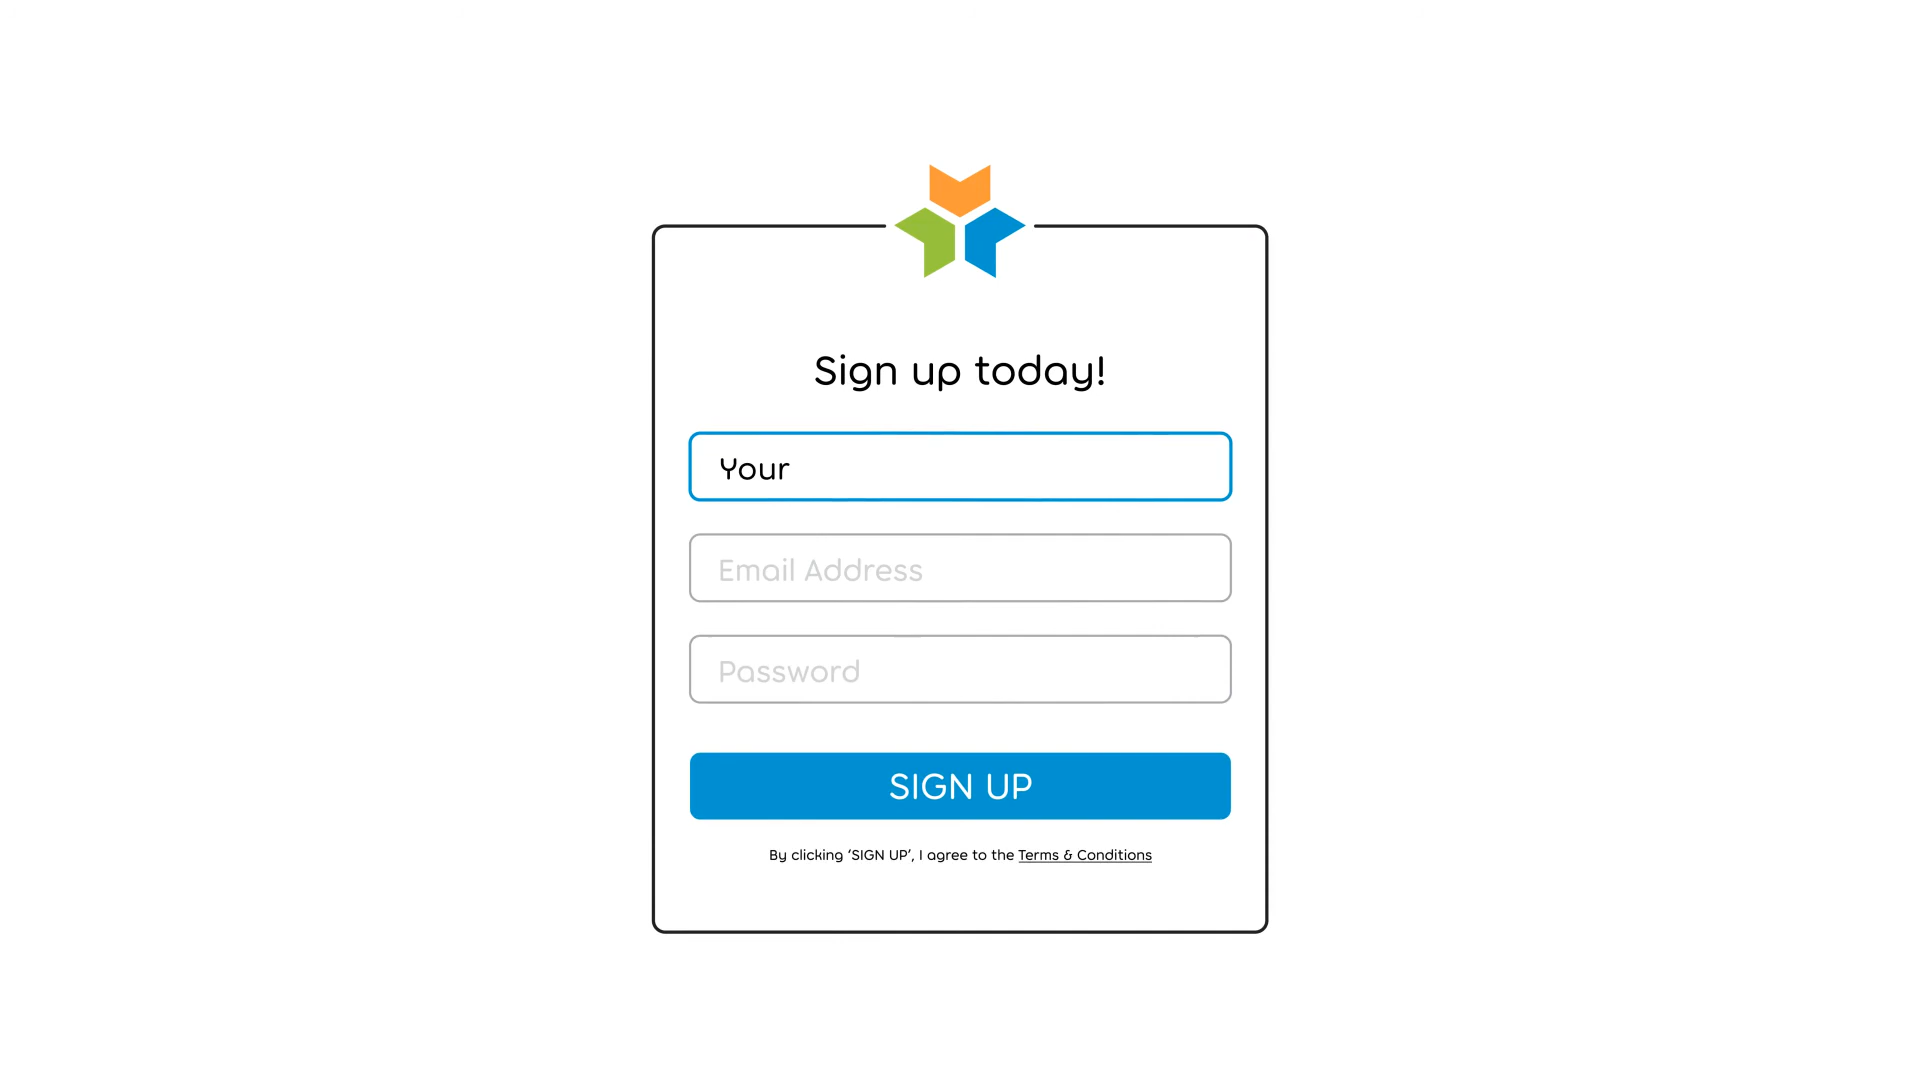 Sign up today!
Your
Email Address
Password
SIGN UP
By clicking ‘SIGN UP’, I agree to the Terms & Conditions